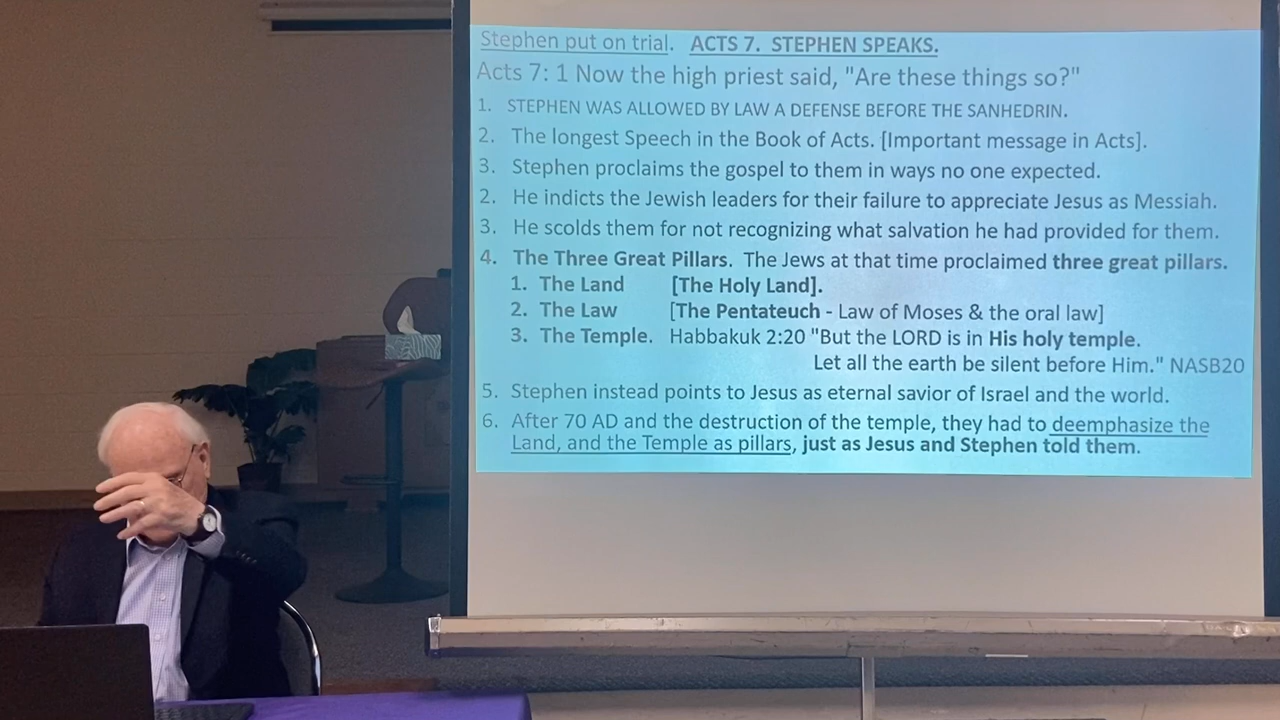 Stephen put on trial. ACTS 7. STEPHEN SPEAKS.
Acts 7: 1 Now the high priest said, "Are these things so?"
1. STEPHEN WAS ALLOWED BY LAW A DEFENSE BEFORE THE SANHEDRIN.
2. The longest Speech in the Book of Acts. [Important message in Acts].
3. Stephen proclaims the gospel to them in ways no one expected.
2. He indicts the Jewish leaders for their failure to appreciate Jesus as Messiah.
3. He scolds them for not recognizing what salvation he had provided for them.
4. The Three Great Pillars. The Jews at that time proclaimed three great pillars.
1. The Land [The Holy Land].
2. The Law [The Pentateuch - Law of Moses & the oral law]
3. The Temple. Habbakuk 2:20 "But the LORD is in His holy temple.
Let all the earth be silent before Him." NASB20
5. Stephen instead points to Jesus as eternal savior of Israel and the world.
6. After 70 AD and the destruction of the temple, they had to deemphasize the
Land, and the Temple as pillars, just as Jesus and Stephen told them.